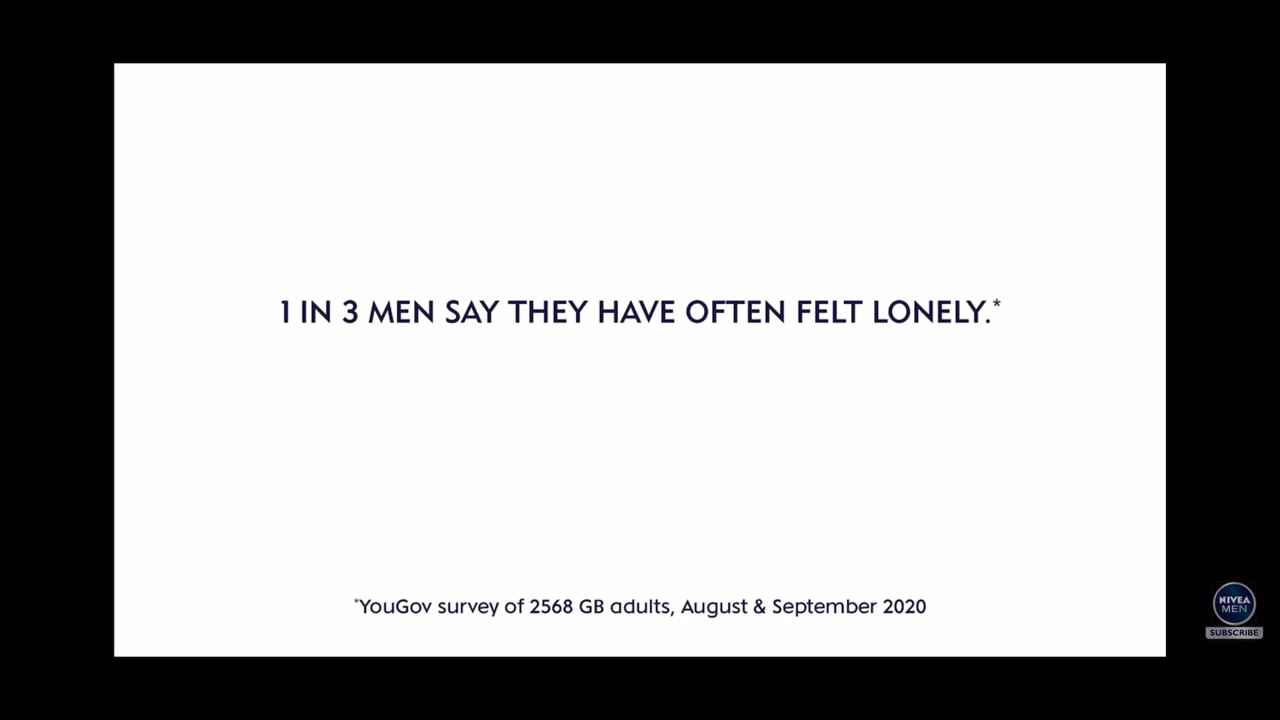 1 IN 3 MEN SAY THEY HAVE OFTEN FELT LONELY.*
*YouGov survey of 2568 GB adults, August & September 2020
NIVEA
MEN
SUBSCRIBE